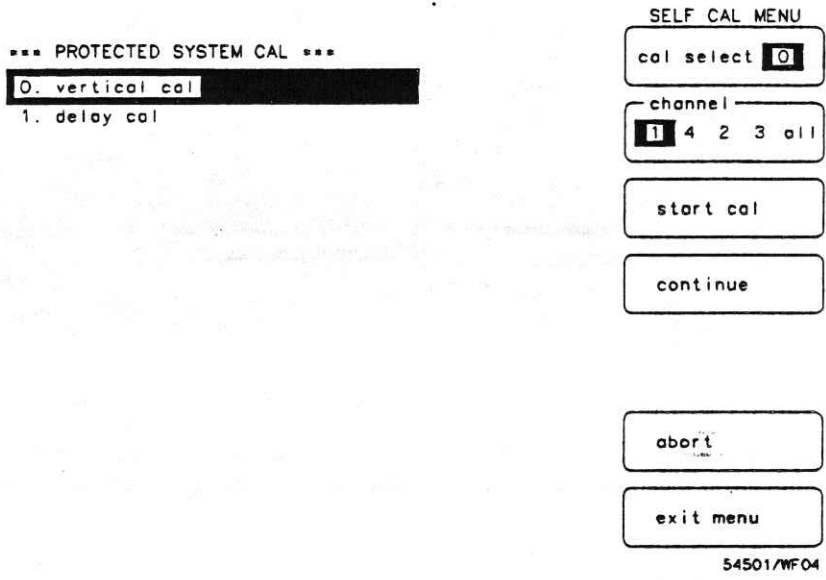 *** PROTECTED SYSTEM CAL ***
0. vertical cal
1. delay cal
SELF CAL MENU
cal select 0
channel
1 4 2 3 all
start cal
continue
abort
exit menu
54501/WF04